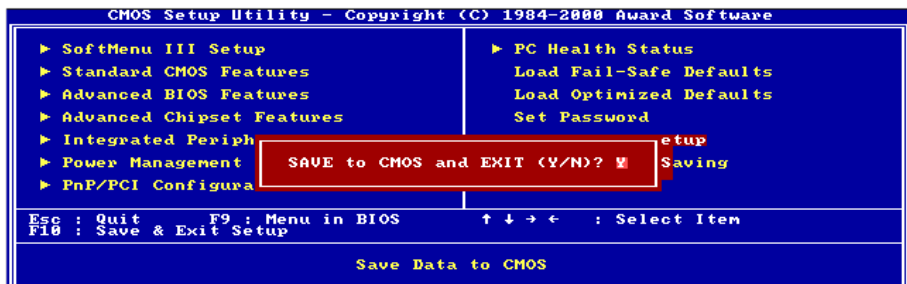 CMOS Setup Utility - Copyright (C) 1984-2000 Award Software
▶ SoftMenu III Setup
▶ Standard CMOS Features
▶ Advanced BIOS Features
▶ Advanced Chipset Features
▶ Integrated Periph
▶ Power Management
▶ PnP/PCI Configura
▶ PC Health Status
Load Fail-Safe Defaults
Load Optimized Defaults
Set Password
etup
Saving
SAVE to CMOS and EXIT (Y/N)? Y
Esc : Quit F9 : Menu in BIOS ↑ ↓ → ← : Select Item
F10 : Save & Exit Setup
Save Data to CMOS